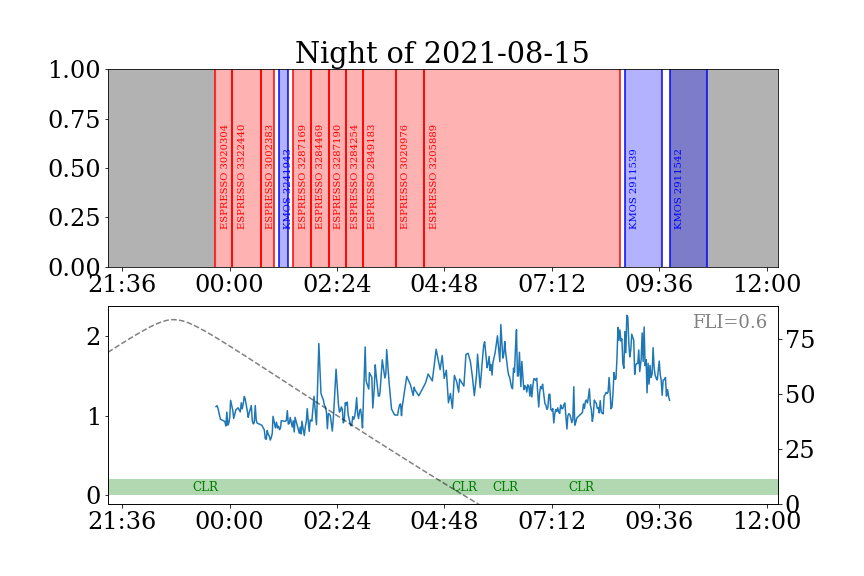 Night of 2021-08-15
1.00
0.75
0.50
0.25
0.00
ESPRESSO 3020304
ESPRESSO 3322440
ESPRESSO 3002383
KMOS 3241943
ESPRESSO 3287169
ESPRESSO 3284469
ESPRESSO 3287190
ESPRESSO 3284254
ESPRESSO 2849183
ESPRESSO 3020976
ESPRESSO 3205889
KMOS 2911539
KMOS 2911542
21:36 00:00 02:24 04:48 07:12 09:36 12:00
FLI=0.6
2
1
0
75
50
25
0
CLR CLR CLR CLR
21:36 00:00 02:24 04:48 07:12 09:36 12:00